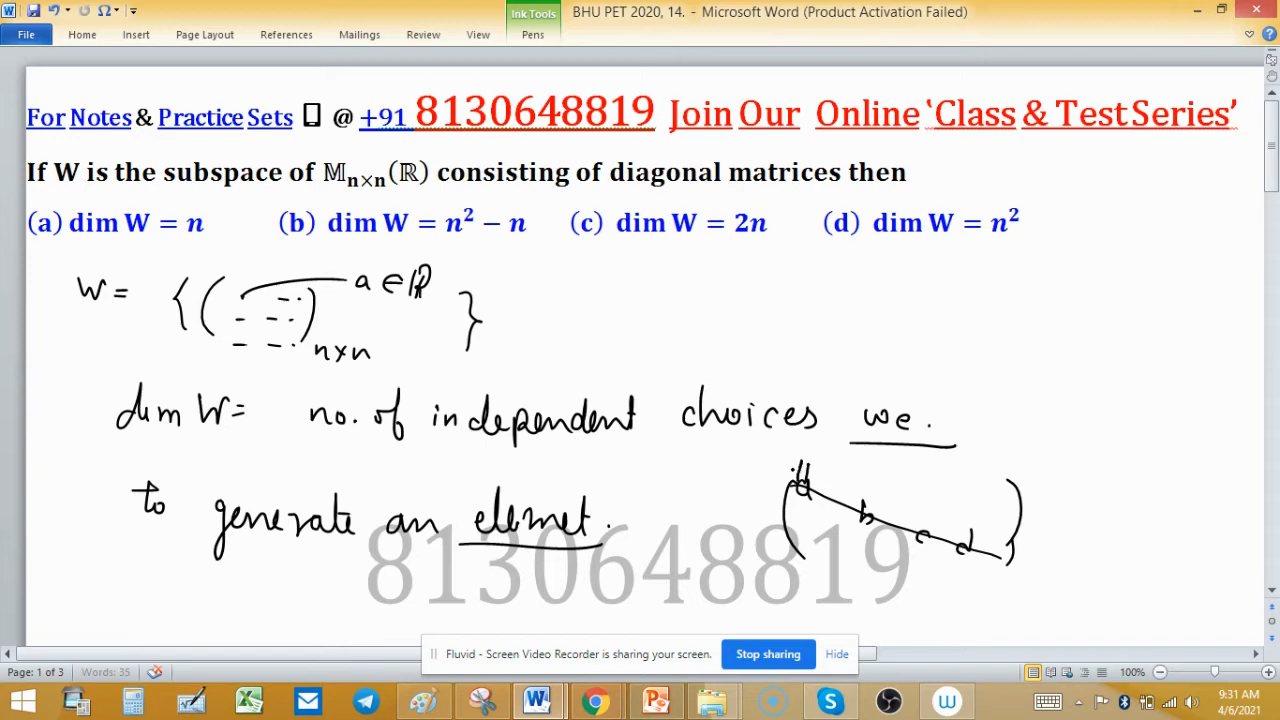 BHU PET 2020, 14. - Microsoft Word (Product Activation Failed)
Ink Tools
File Home Insert Page Layout References Mailings Review View Pens
For Notes & Practice Sets @ +91 8130648819 Join Our Online 'Class & Test Series'
If W is the subspace of 𝕄n×n(ℝ) consisting of diagonal matrices then
(a) dim W = n (b) dim W = n² − n (c) dim W = 2n (d) dim W = n²
W = { ( )n×n a ∈ ℝ }
dim W = no. of independent choices we.
to generate an elemet.
b c d
8130648819
Fluvid - Screen Video Recorder is sharing your screen. Stop sharing Hide
Page: 1 of 3 Words: 35 100%
9:31 AM
4/6/2021